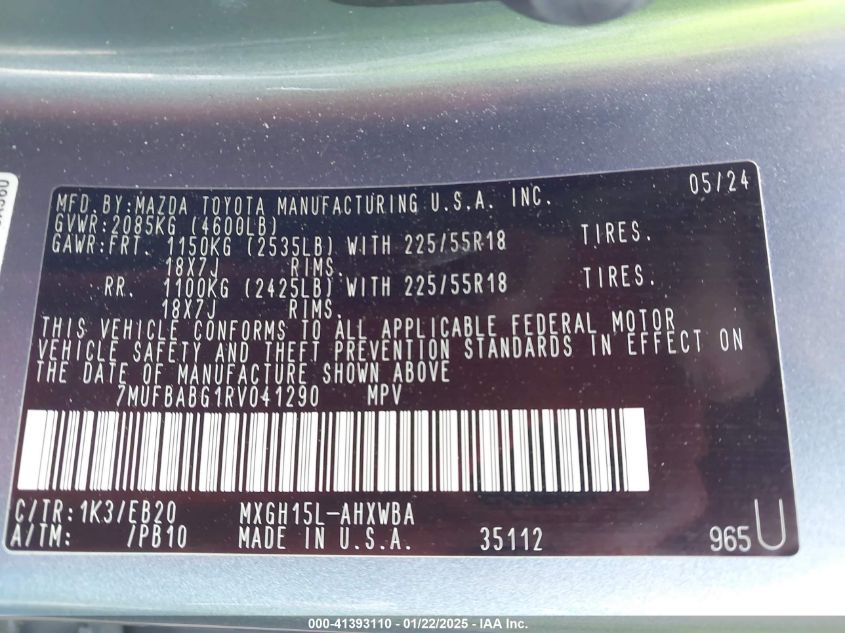 MFD. BY: MAZDA TOYOTA MANUFACTURING U.S.A. INC. 05/24
GVWR: 2085KG (4600LB)
GAWR: FRT. 1150KG (2535LB) WITH 225/55R18 TIRES.
18X7J RIMS.
RR. 1100KG (2425LB) WITH 225/55R18 TIRES.
18X7J RIMS.
THIS VEHICLE CONFORMS TO ALL APPLICABLE FEDERAL MOTOR
VEHICLE SAFETY AND THEFT PREVENTION STANDARDS IN EFFECT ON
THE DATE OF MANUFACTURE SHOWN ABOVE
7MUFBABG1RV041290 MPV
C/TR: 1K3/EB20 MXGH15L-AHXWBA
A/TM: /PB10 MADE IN U.S.A. 35112 965U
000-41393110 - 01/22/2025 - IAA Inc.